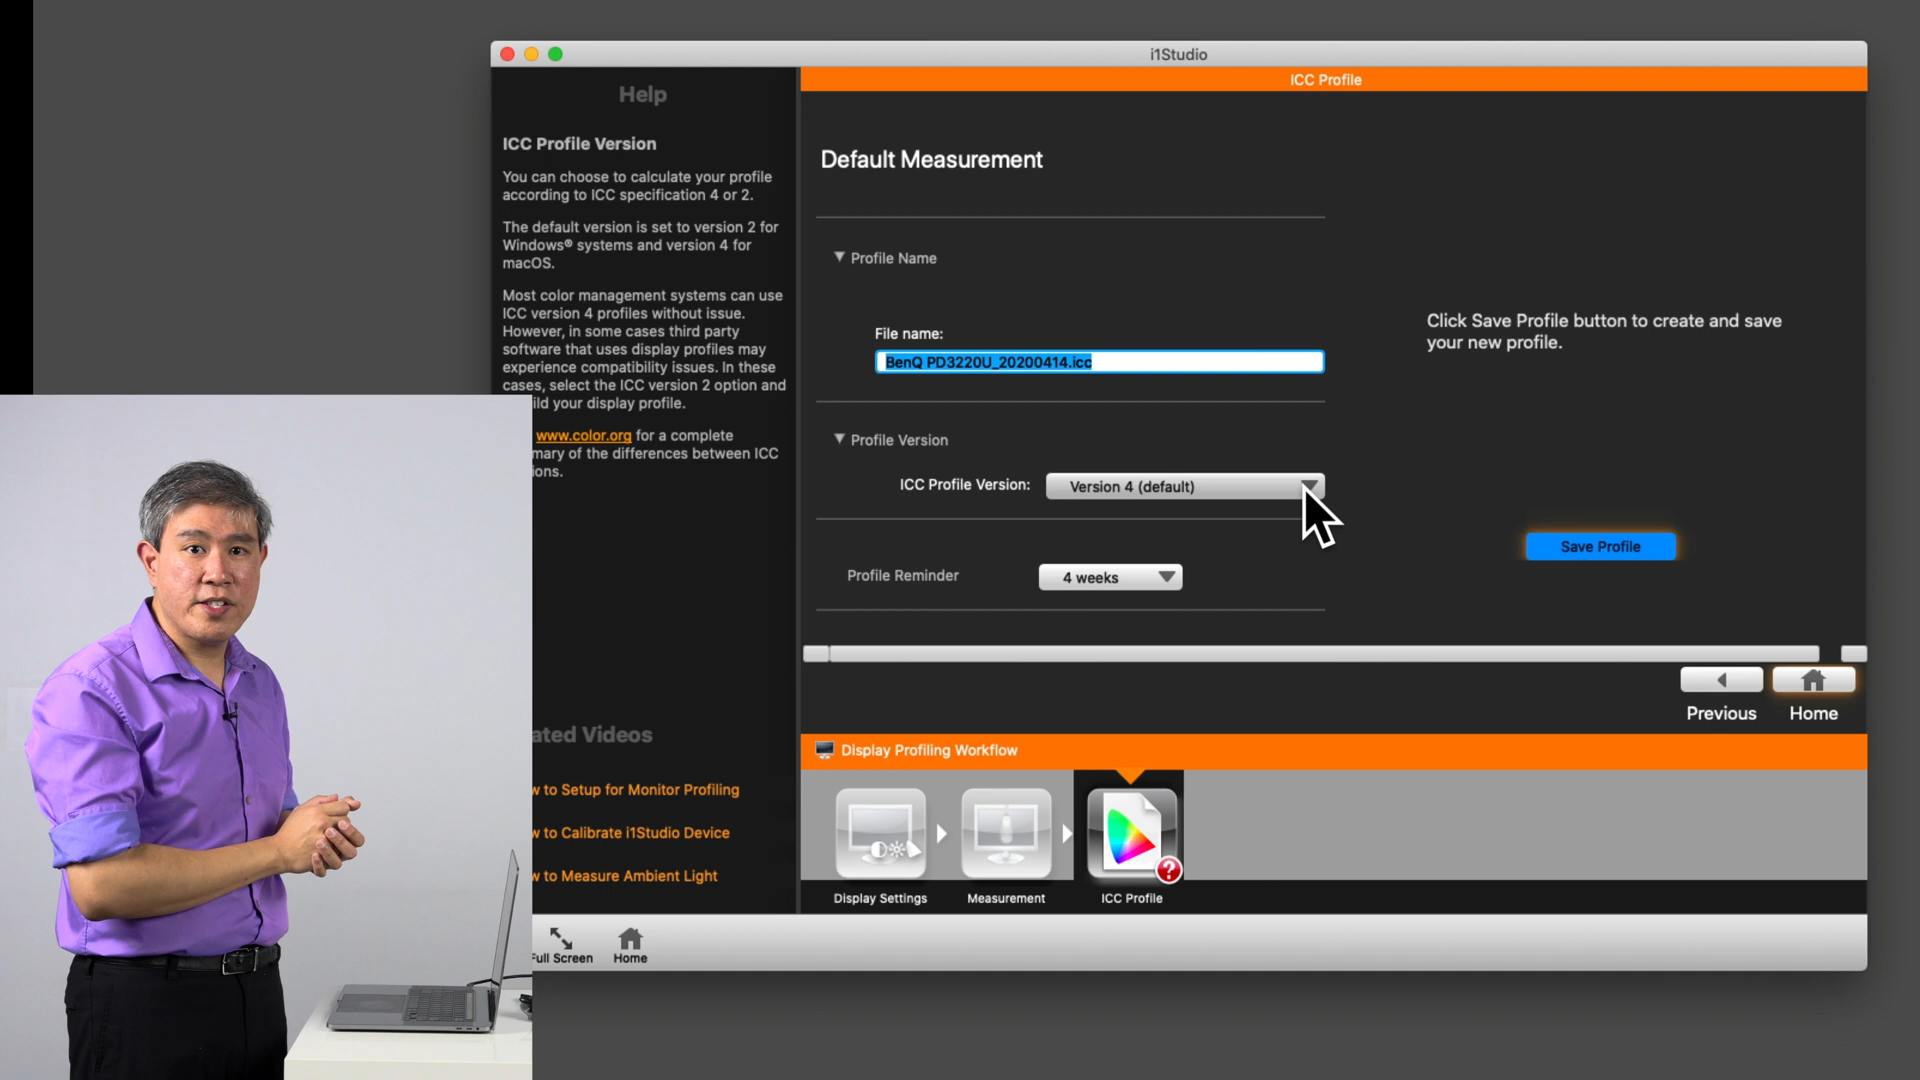 i1Studio
Help
ICC Profile Version
You can choose to calculate your profile
according to ICC specification 4 or 2.
The default version is set to version 2 for
Windows® systems and version 4 for
macOS.
Most color management systems can use
ICC version 4 profiles without issue.
However, in some cases third party
software that uses display profiles may
experience compatibility issues. In these
cases, select the ICC version 2 option and
ild your display profile.
www.color.org for a complete
mary of the differences between ICC
ions.
ated Videos
w to Setup for Monitor Profiling
w to Calibrate i1Studio Device
w to Measure Ambient Light
Full Screen
Home
ICC Profile
Default Measurement
Profile Name
File name:
BenQ PD3220U_20200414.icc
Profile Version
ICC Profile Version: Version 4 (default)
Profile Reminder 4 weeks
Click Save Profile button to create and save
your new profile.
Save Profile
Previous
Home
Display Profiling Workflow
?
Display Settings
Measurement
ICC Profile